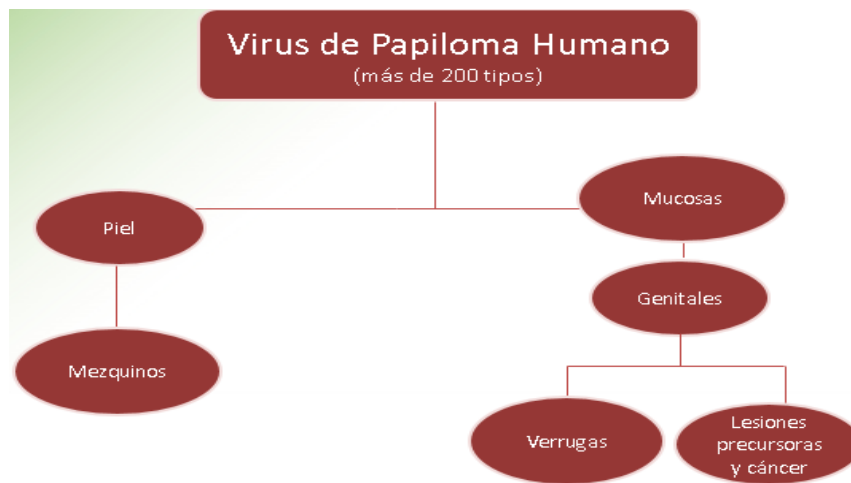 Virus de Papiloma Humano
(más de 200 tipos)
Piel
Mucosas
Genitales
Mezquinos
Verrugas
Lesiones
precursoras
y cáncer